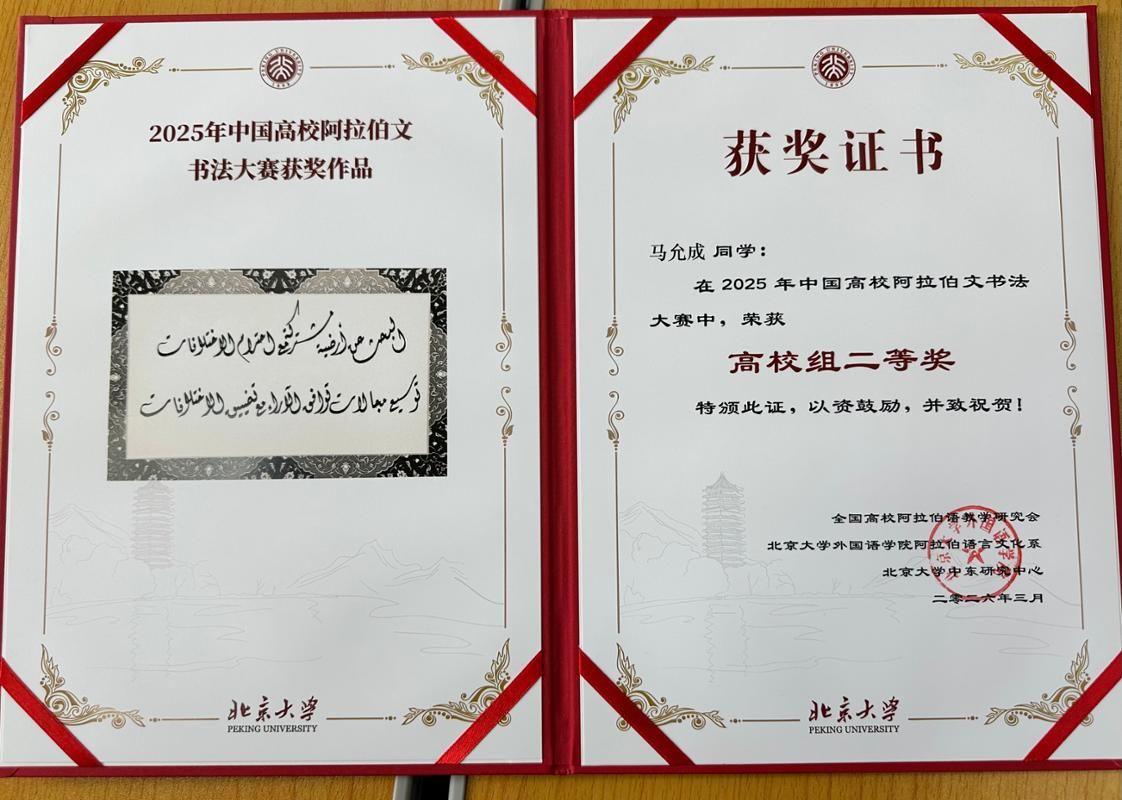 2025年中国高校阿拉伯文
书法大赛获奖作品
البحث عن أرضية مشتركة مع احترام الاختلافات
توسيع مجالات توافق الآراء مع تضييق الاختلافات
北京大学
PEKING UNIVERSITY
获奖证书
马允成 同学：
在 2025 年中国高校阿拉伯文书法
大赛中，荣获
高校组二等奖
特颁此证，以资鼓励，并致祝贺！
全国高校阿拉伯语教学研究会
北京大学外国语学院阿拉伯语言文化系
北京大学中东研究中心
二零二六年三月
北京大学
PEKING UNIVERSITY